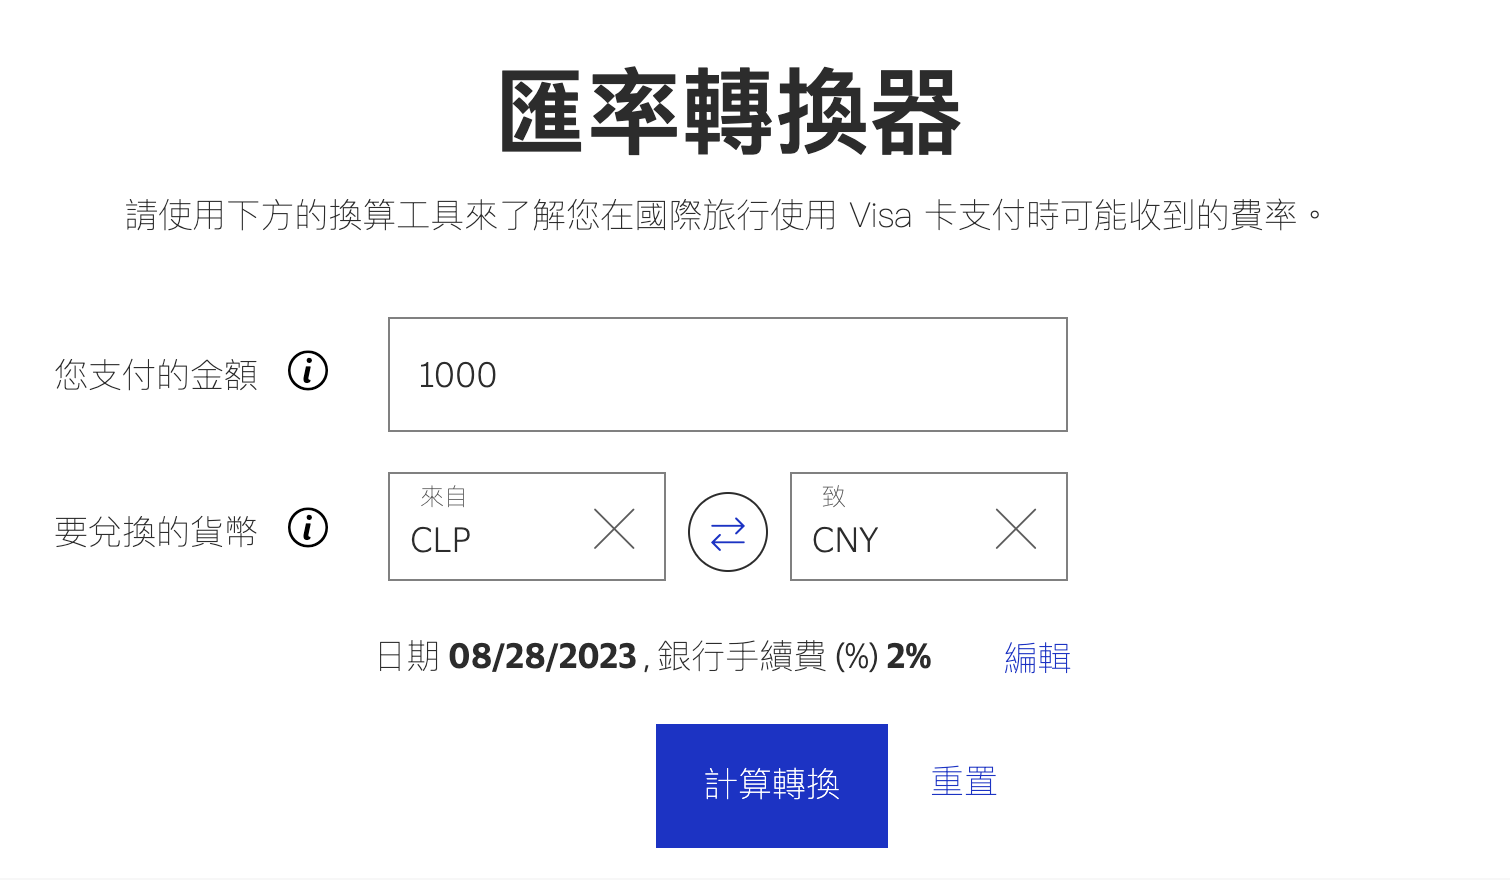 匯率轉換器
請使用下方的換算工具來了解您在國際旅行使用 Visa 卡支付時可能收到的費率。
您支付的金額 i
1000
要兌換的貨幣 i
來自
CLP
致
CNY
日期 08/28/2023 , 銀行手續費 (%) 2% 編輯
計算轉換 重置